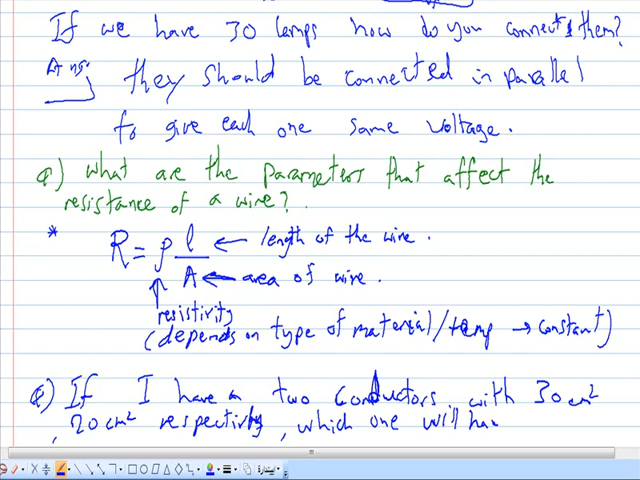 If we have 30 lamps how do you connect them?
Ans. they should be connected in parallel
to give each one same voltage.
Q) what are the parameters that affect the
resistance of a wire?
* R = ρ l/A ← length of the wire.
← area of wire.
resistivity
(depends on type of material/temp → constant)
Q) If I have a two conductors with 30 cm²
, 20 cm² respectivly, which one will hav